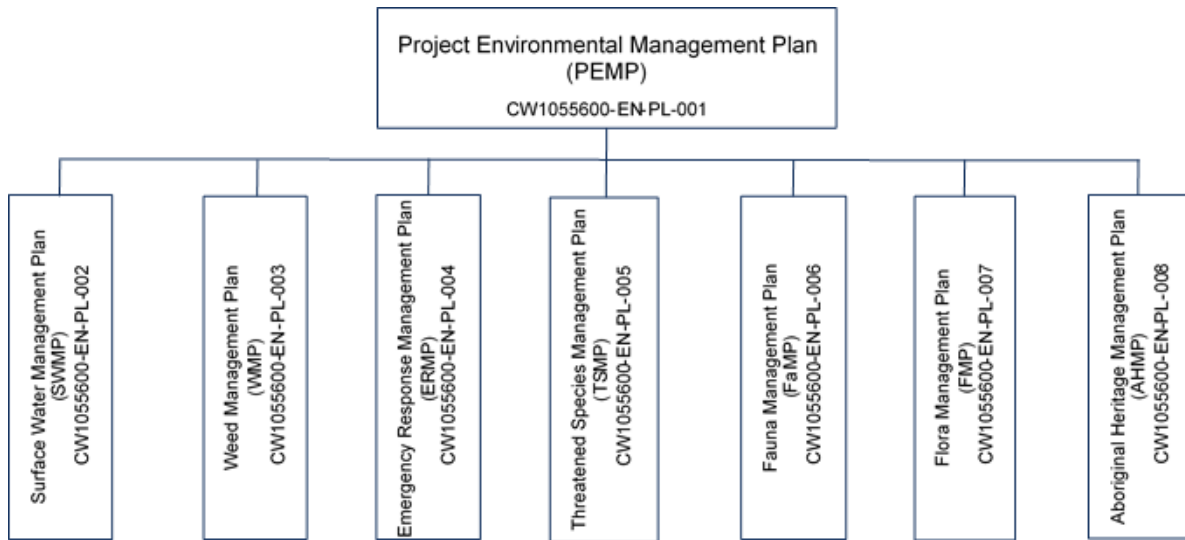 Project Environmental Management Plan
(PEMP)
CW1055600-EN-PL-001
Surface Water Management Plan
(SWMP)
CW1055600-EN-PL-002
Weed Management Plan
(WMP)
CW1055600-EN-PL-003
Emergency Response Management Plan
(ERMP)
CW1055600-EN-PL-004
Threatened Species Management Plan
(TSMP)
CW1055600-EN-PL-005
Fauna Management Plan
(FaMP)
CW1055600-EN-PL-006
Flora Management Plan
(FMP)
CW1055600-EN-PL-007
Aboriginal Heritage Management Plan
(AHMP)
CW1055600-EN-PL-008